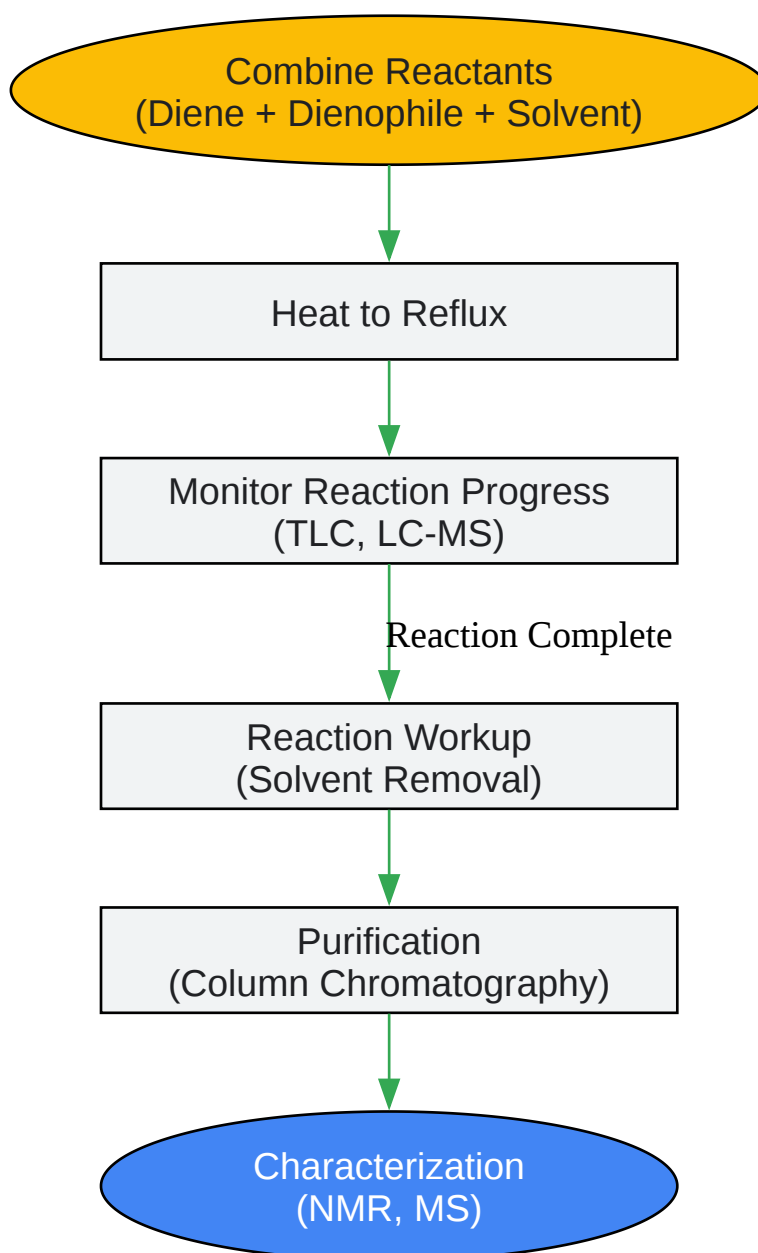 Combine Reactants
(Diene + Dienophile + Solvent)
Heat to Reflux
Monitor Reaction Progress
(TLC, LC-MS)
Reaction Complete
Reaction Workup
(Solvent Removal)
Purification
(Column Chromatography)
Characterization
(NMR, MS)